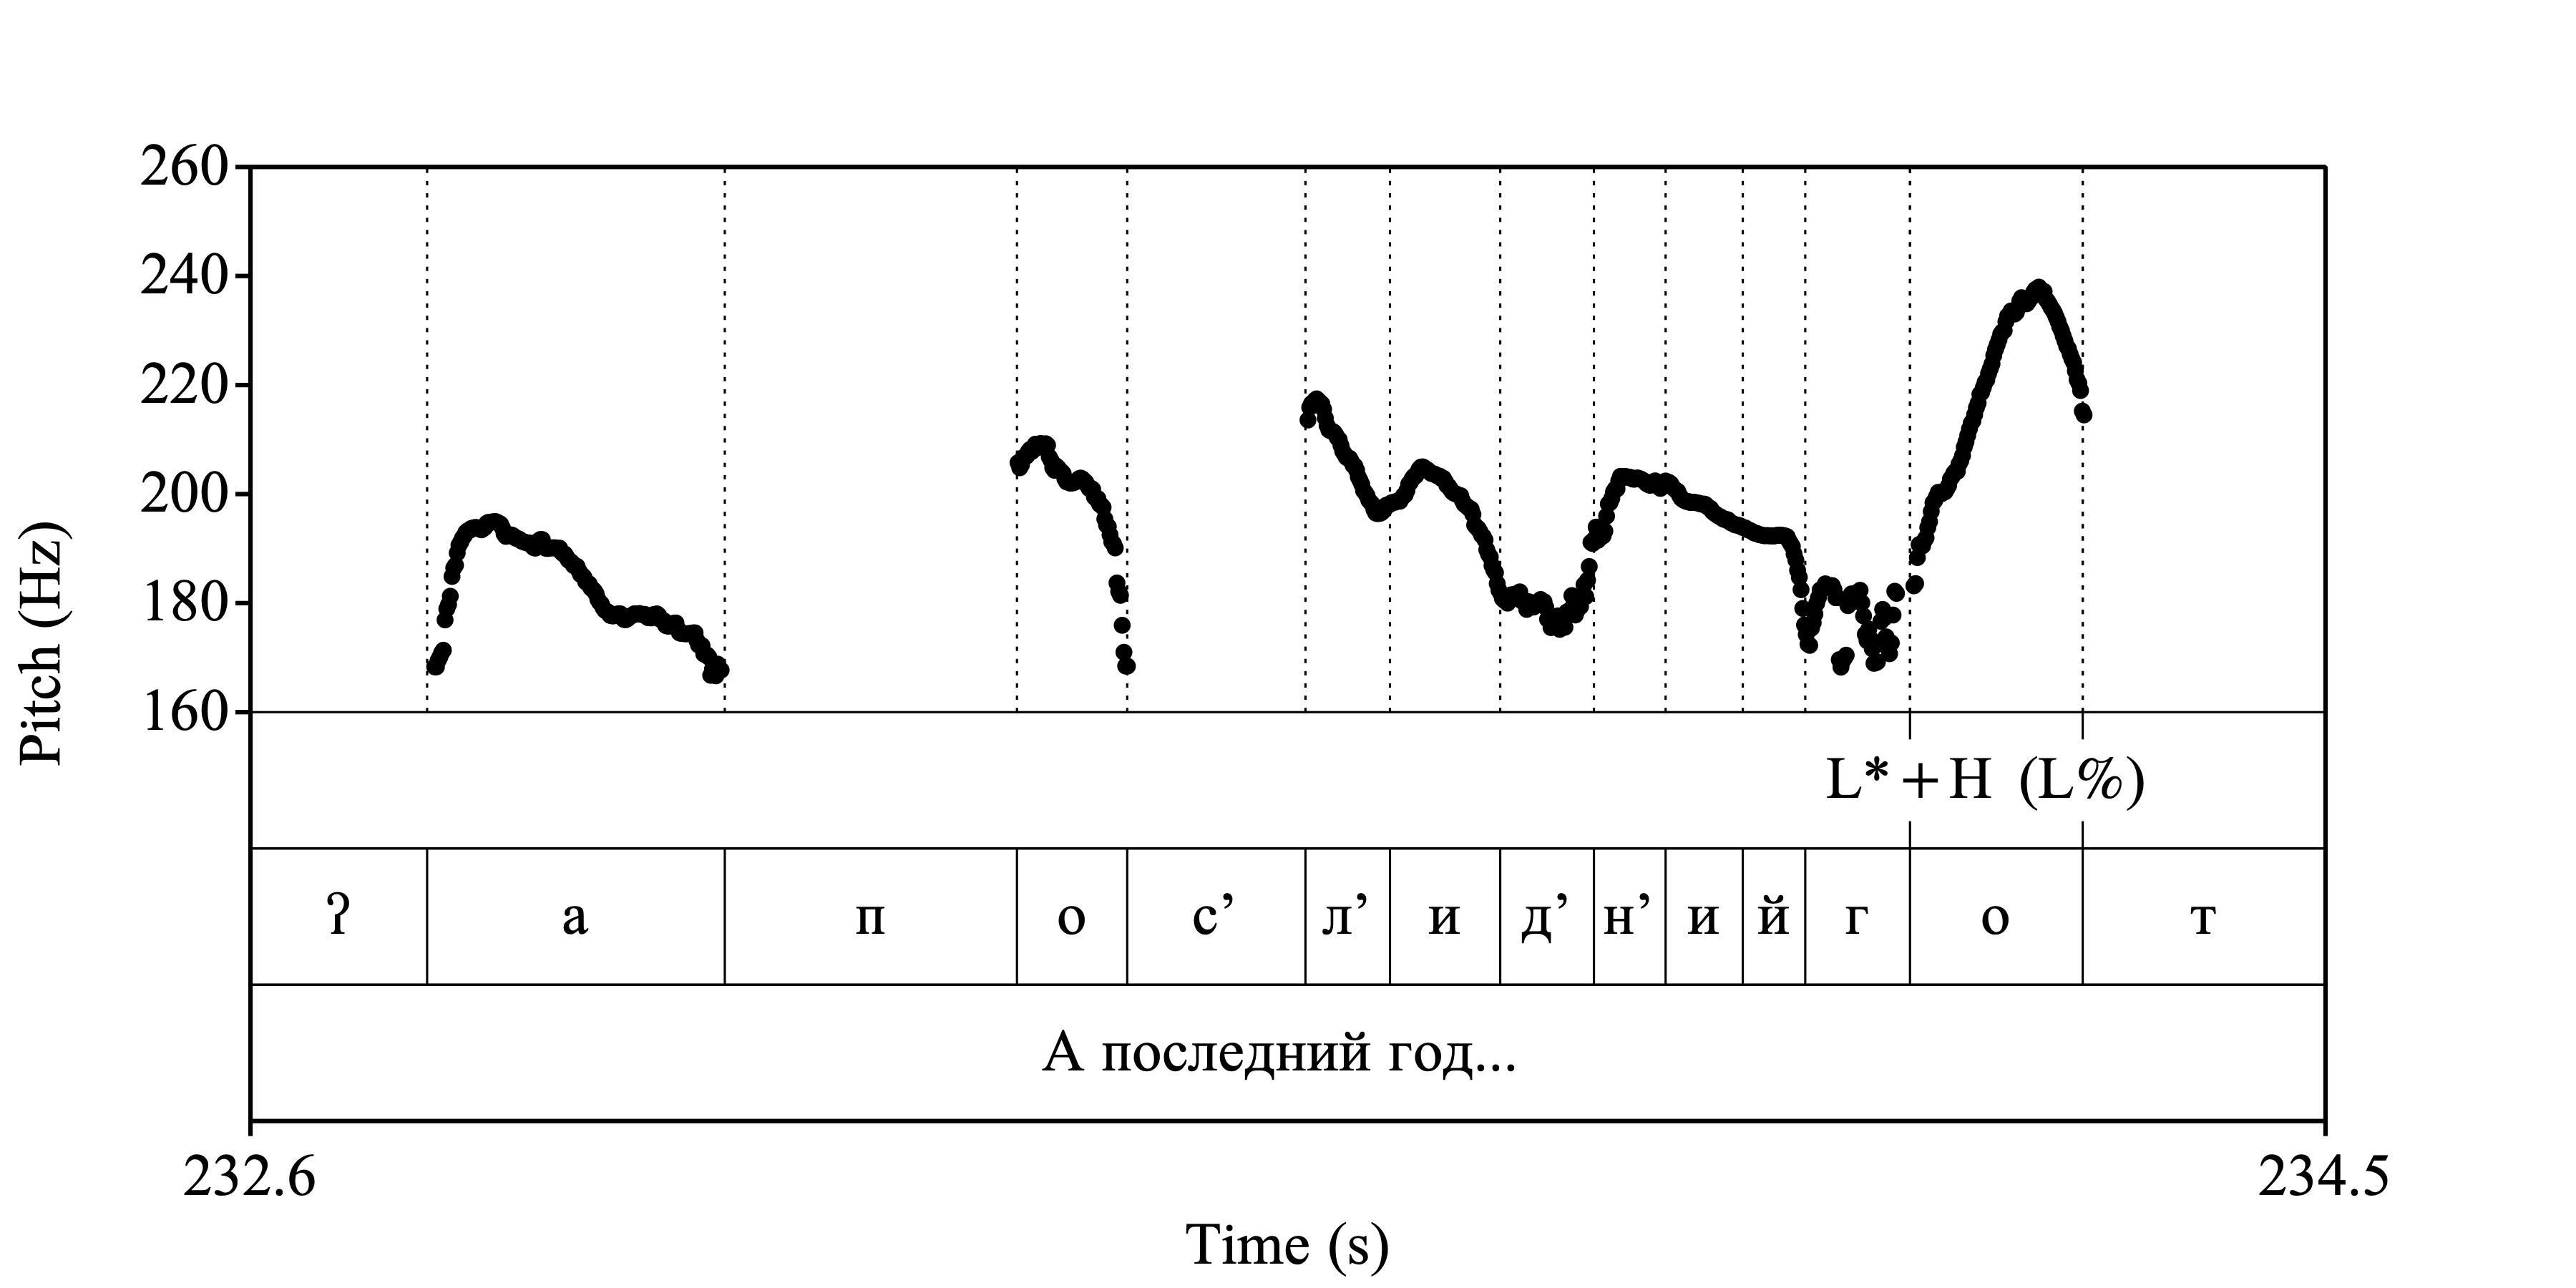 260
240
220
200
180
160
Pitch (Hz)
L*+H (L%)
ʔ а п о с’ л’ и д’ н’ и й г о т
А последний год...
232.6 234.5
Time (s)